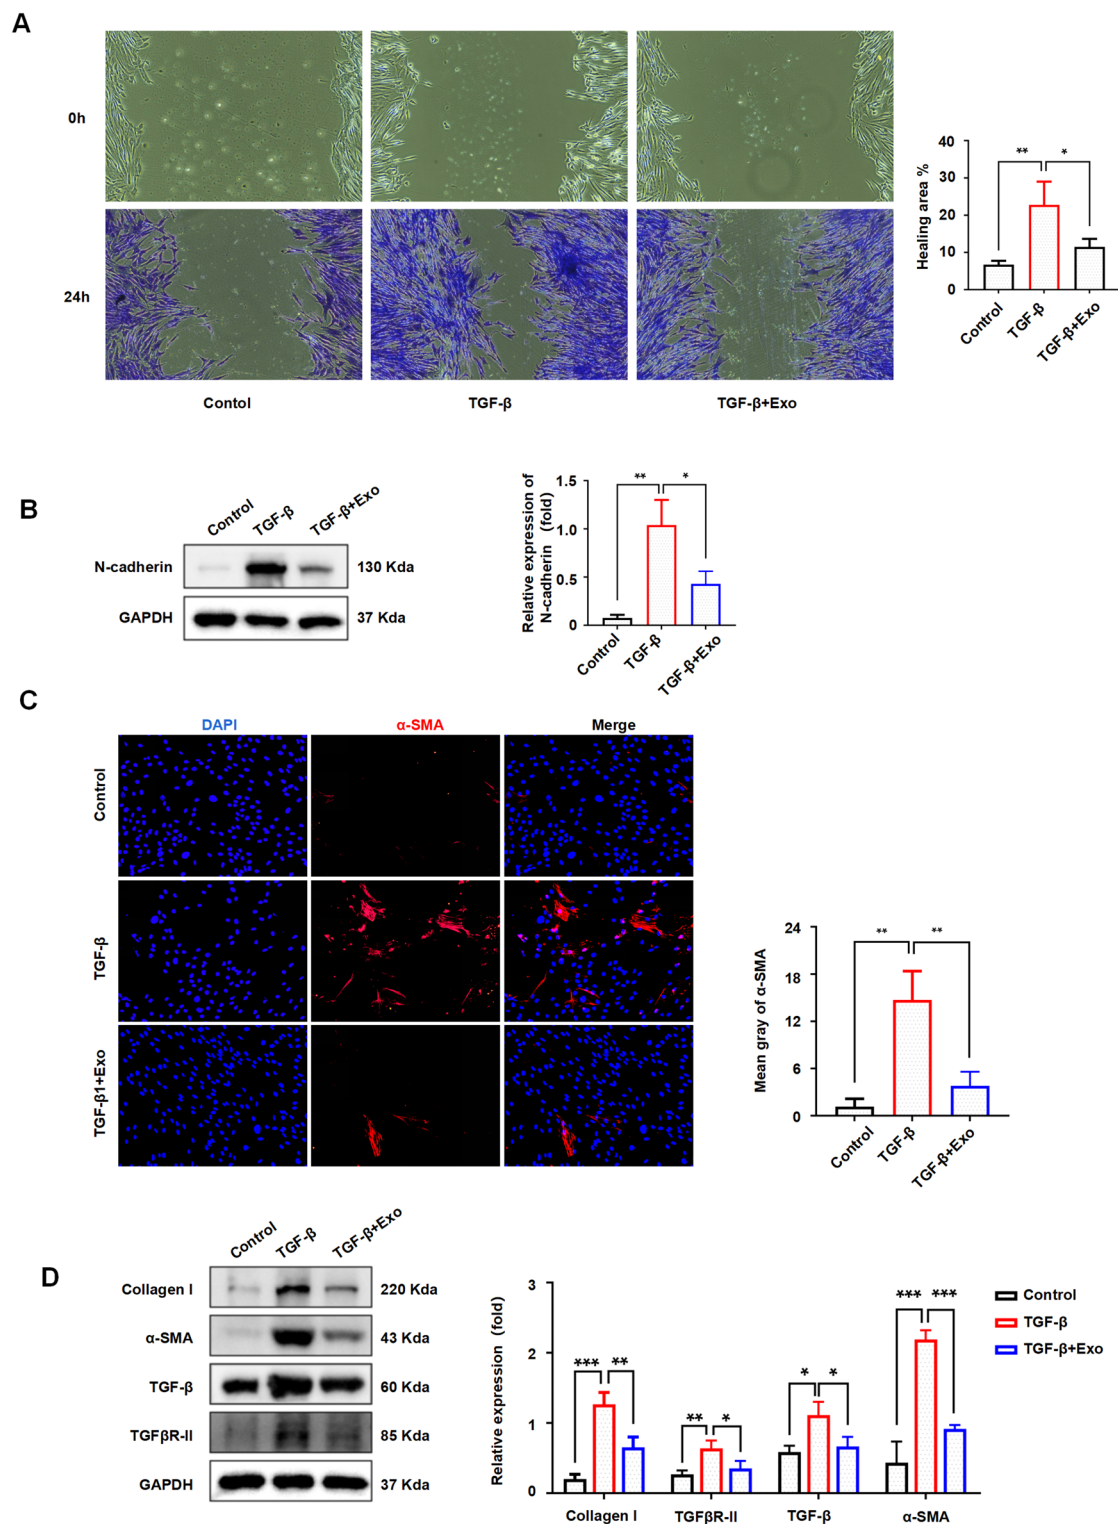 A
0h
24h
Contol
TGF-β
TGF-β+Exo
Healing area %
40
30
20
10
0
**
*
Control
TGF-β
TGF-β+Exo
B
Control
TGF-β
TGF-β+Exo
N-cadherin
130 Kda
GAPDH
37 Kda
Relative expression of
N-cadherin (fold)
1.5
1.0
0.5
0
**
*
Control
TGF-β
TGF-β+Exo
C
DAPI
α-SMA
Merge
Control
TGF-β
TGF-β1+Exo
Mean gray of α-SMA
24
18
12
6
0
**
**
Control
TGF-β
TGF-β+Exo
D
Control
TGF-β
TGF-β+Exo
Collagen I
220 Kda
α-SMA
43 Kda
TGF-β
60 Kda
TGFβR-II
85 Kda
GAPDH
37 Kda
Relative expression (fold)
3
2
1
0
***
**
**
*
*
*
***
***
Collagen I
TGFβR-II
TGF-β
α-SMA
Control
TGF-β
TGF-β+Exo